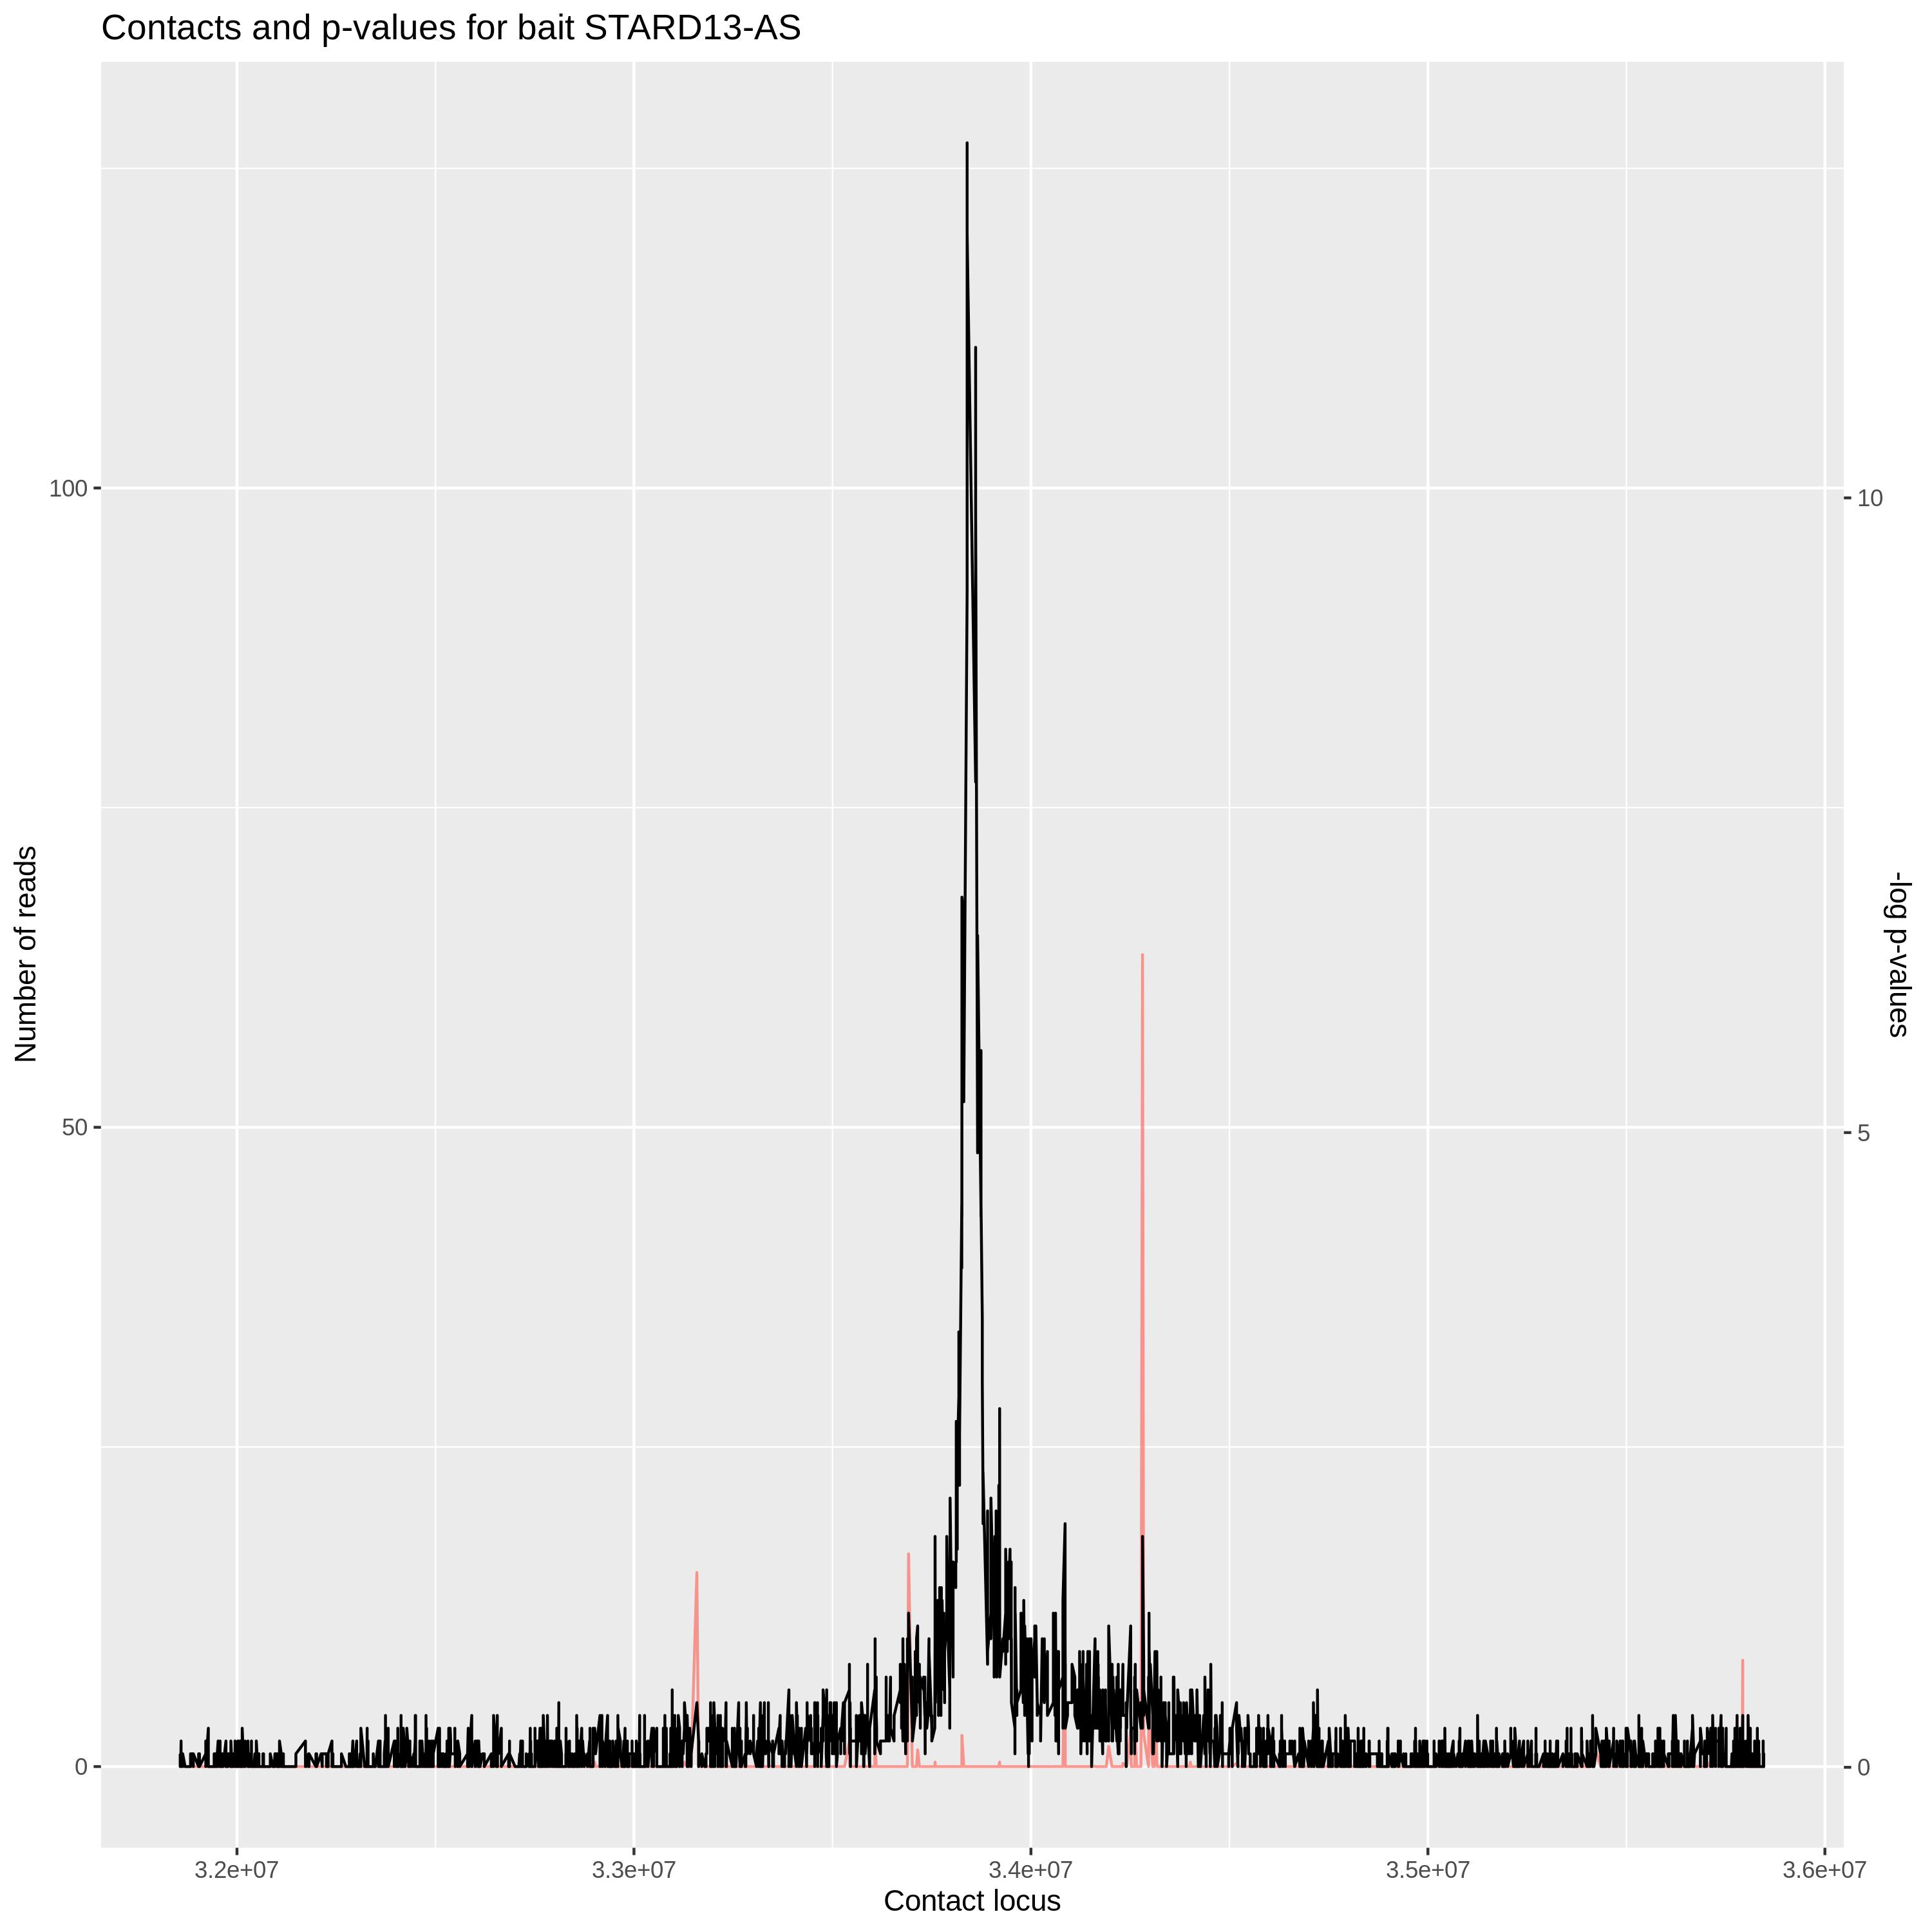 Contacts and p-values for bait STARD13-AS
100
50
0
Number of reads
10
5
0
-log p-values
3.2e+07
3.3e+07
3.4e+07
3.5e+07
3.6e+07
Contact locus